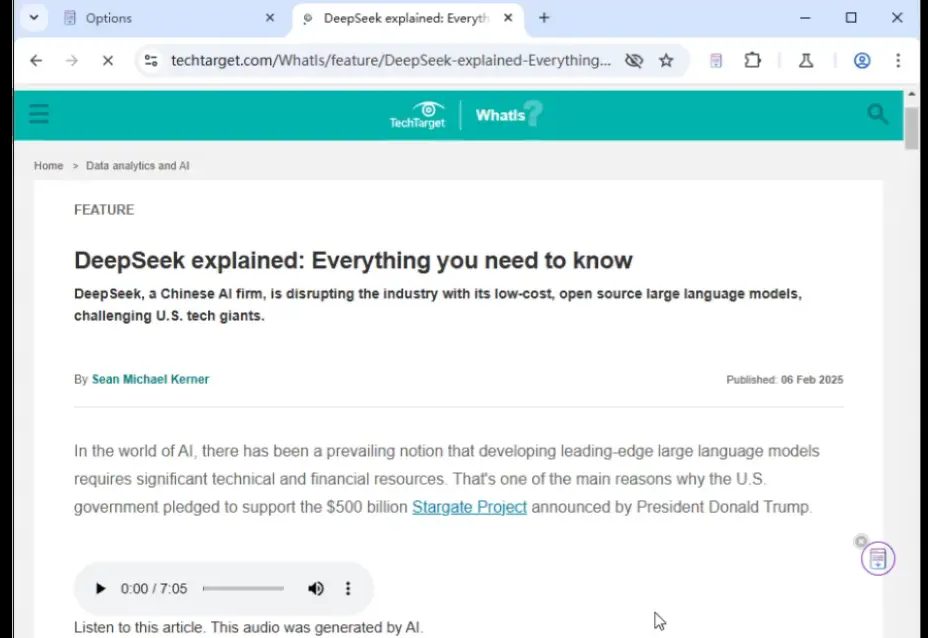 Options
DeepSeek explained: Everyth
techtarget.com/WhatIs/feature/DeepSeek-explained-Everything...
TechTarget
WhatIs?
Home > Data analytics and AI
FEATURE
DeepSeek explained: Everything you need to know
DeepSeek, a Chinese AI firm, is disrupting the industry with its low-cost, open source large language models,
challenging U.S. tech giants.
By Sean Michael Kerner
Published: 06 Feb 2025
In the world of AI, there has been a prevailing notion that developing leading-edge large language models
requires significant technical and financial resources. That's one of the main reasons why the U.S.
government pledged to support the $500 billion Stargate Project announced by President Donald Trump.
0:00 / 7:05
Listen to this article. This audio was generated by AI.